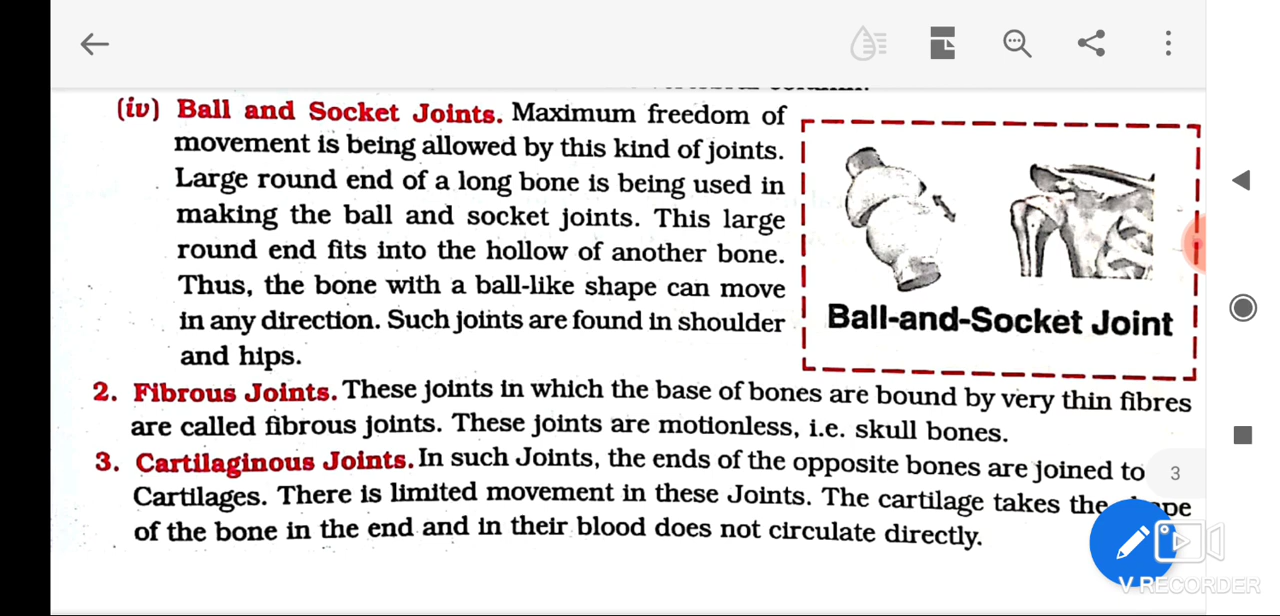 (iv) Ball and Socket Joints. Maximum freedom of
movement is being allowed by this kind of joints.
Large round end of a long bone is being used in
making the ball and socket joints. This large
round end fits into the hollow of another bone.
Thus, the bone with a ball-like shape can move
in any direction. Such joints are found in shoulder
and hips.
Ball-and-Socket Joint
2. Fibrous Joints. These joints in which the base of bones are bound by very thin fibres
are called fibrous joints. These joints are motionless, i.e. skull bones.
3. Cartilaginous Joints. In such Joints, the ends of the opposite bones are joined to
Cartilages. There is limited movement in these Joints. The cartilage takes the
of the bone in the end and in their blood does not circulate directly.
3
V RECORDER